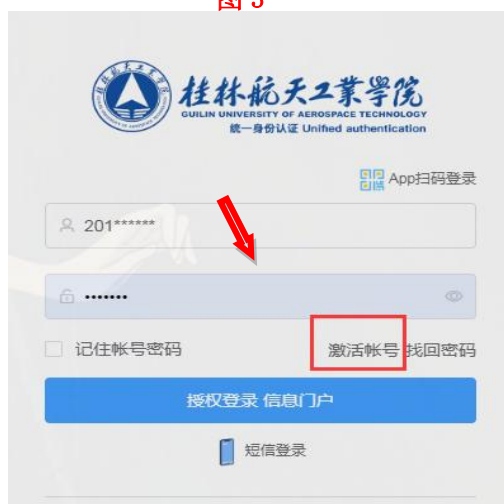 图 5
桂林航天工業学院
GUILIN UNIVERSITY OF AEROSPACE TECHNOLOGY
统一身份认证 Unified authentication
App扫码登录
201******
•••••••
记住帐号密码 激活帐号 找回密码
授权登录 信息门户
短信登录